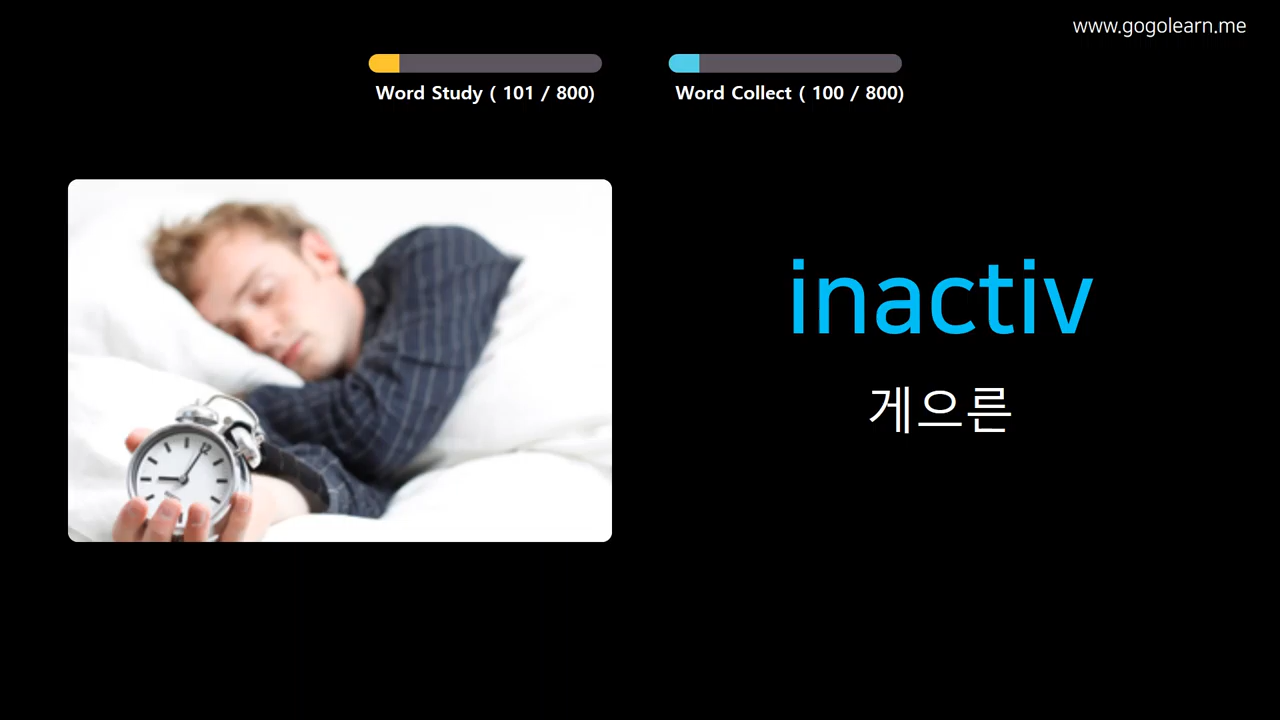 www.gogolearn.me
Word Study ( 101 / 800)
Word Collect ( 100 / 800)
inactiv
게으른